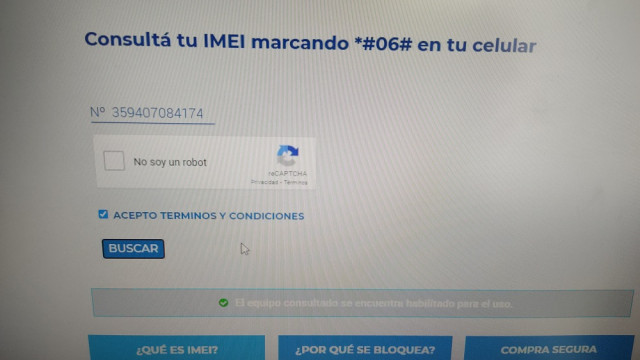 Consultá tu IMEI marcando *#06# en tu celular
Nº 359407084174
No soy un robot
reCAPTCHA
Privacidad - Términos
ACEPTO TERMINOS Y CONDICIONES
BUSCAR
El equipo consultado se encuentra habilitado para el uso.
¿QUÉ ES IMEI?
¿POR QUÉ SE BLOQUEA?
COMPRA SEGURA